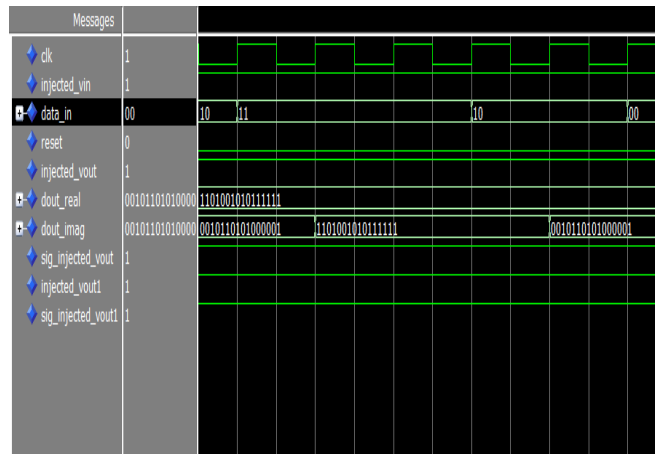 Messages
clk 1
injected_vin 1
data_in 00 10 11 10 00
reset 0
injected_vout 1
dout_real 00101101010000 1101001010111111
dout_imag 00101101010000 0010110101000001 1101001010111111 0010110101000001
sig_injected_vout 1
injected_vout1 1
sig_injected_vout1 1